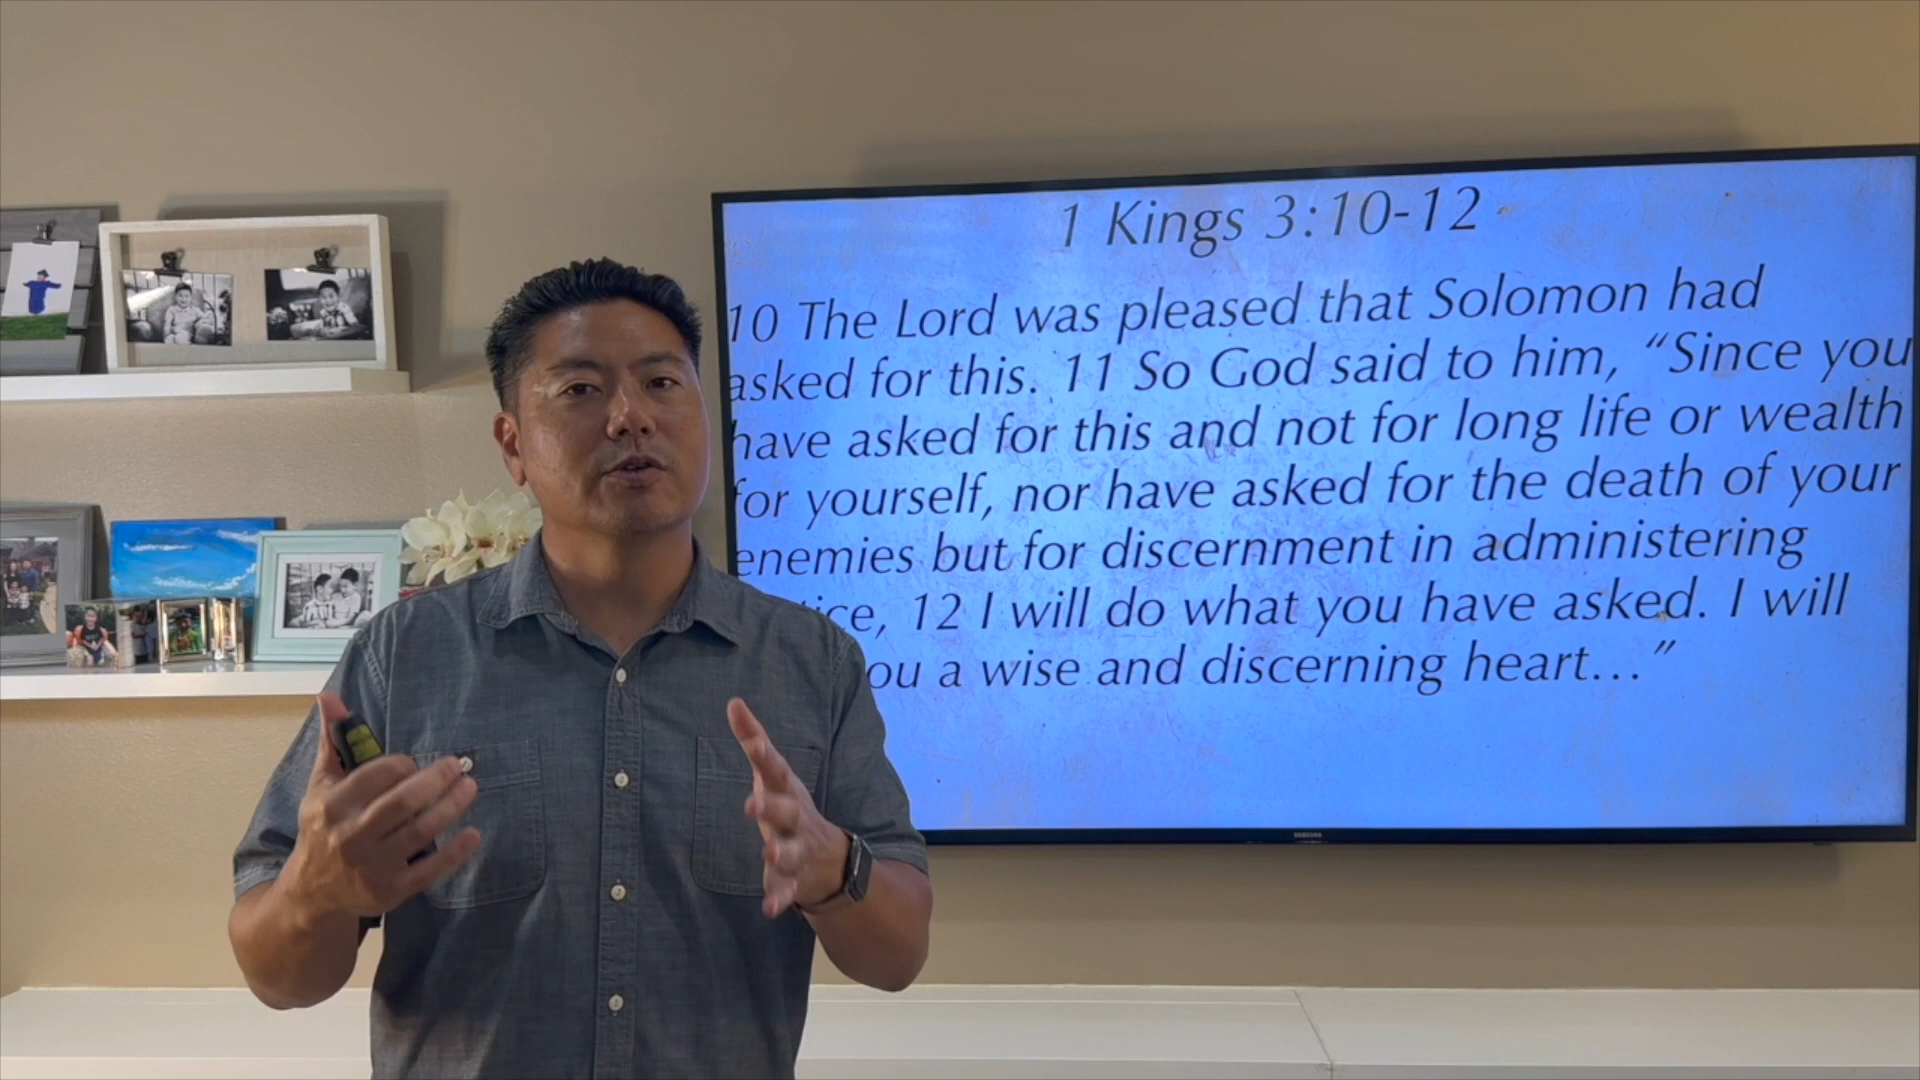 1 Kings 3:10-12
10 The Lord was pleased that Solomon had
asked for this. 11 So God said to him, “Since you
have asked for this and not for long life or wealth
for yourself, nor have asked for the death of your
enemies but for discernment in administering
12 I will do what you have asked. I will
a wise and discerning heart…”
SAMSUNG